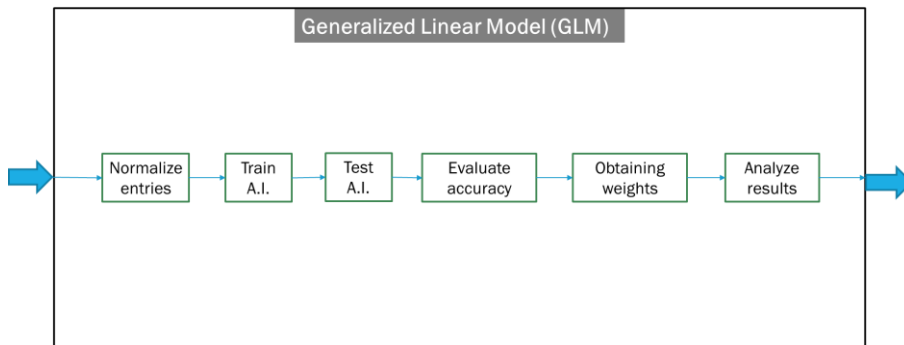 Generalized Linear Model (GLM)
Normalize
entries
Train
A.I.
Test
A.I.
Evaluate
accuracy
Obtaining
weights
Analyze
results